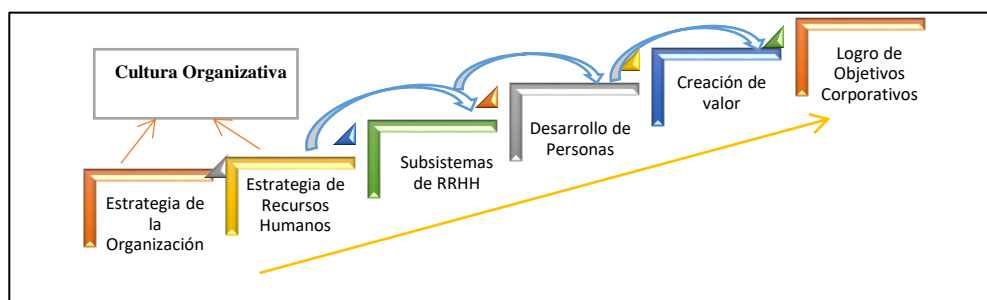 Cultura Organizativa
Estrategia de
la
Organización
Estrategia de
Recursos
Humanos
Subsistemas
de RRHH
Desarrollo de
Personas
Creación de
valor
Logro de
Objetivos
Corporativos